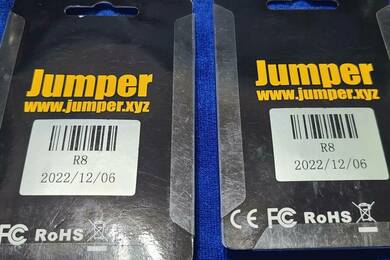 Jumper
www.jumper.xyz
R8
2022/12/06
FC RoHS
Jumper
www.jumper.xyz
R8
2022/12/06
CE FC RoHS